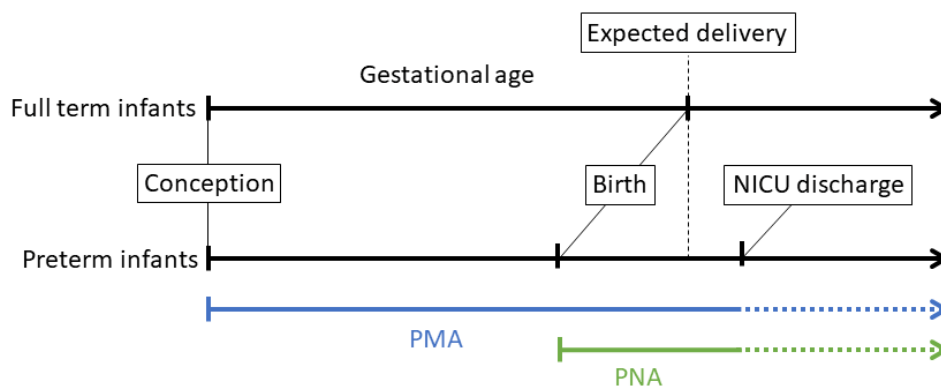 Expected delivery
Gestational age
Full term infants
Conception
Birth
NICU discharge
Preterm infants
PMA
PNA